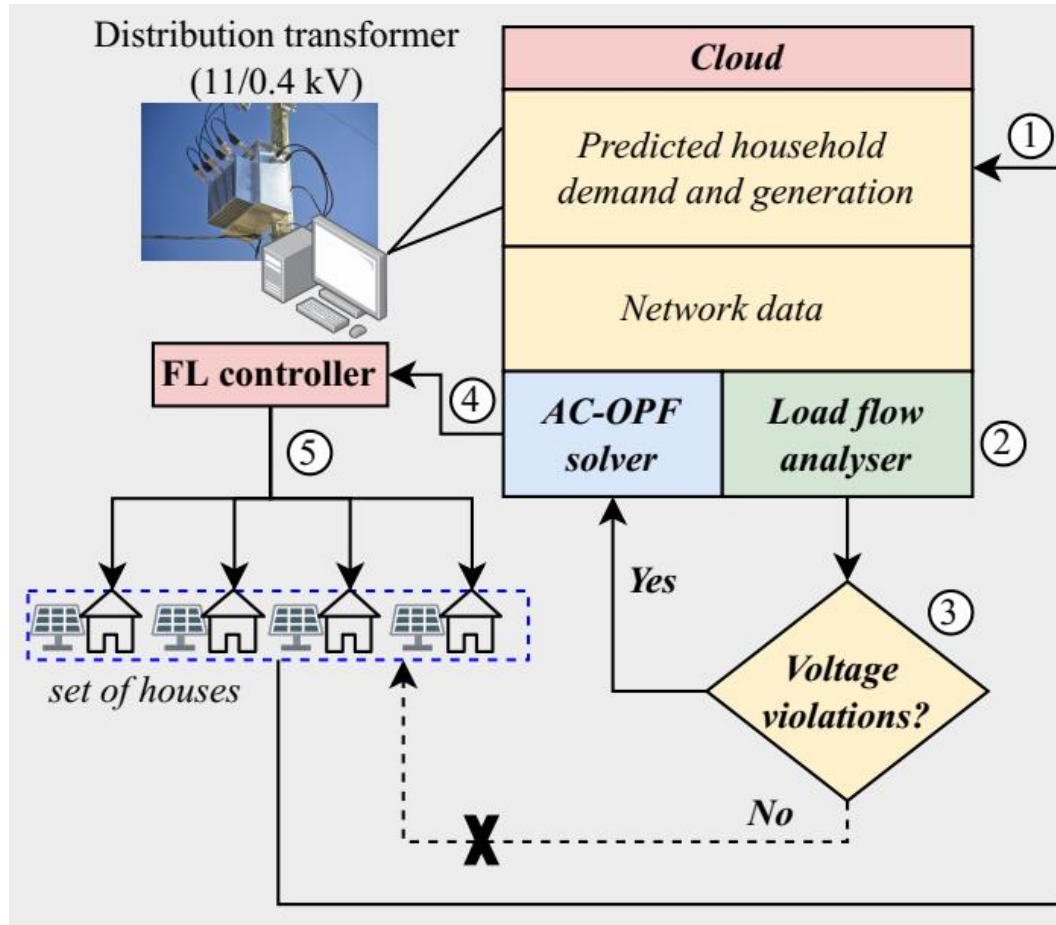 Distribution transformer
(11/0.4 kV)
Cloud
Predicted household
demand and generation
1
Network data
FL controller
4
AC-OPF
solver
Load flow
analyser
2
5
Yes
3
Voltage
violations?
set of houses
No
X